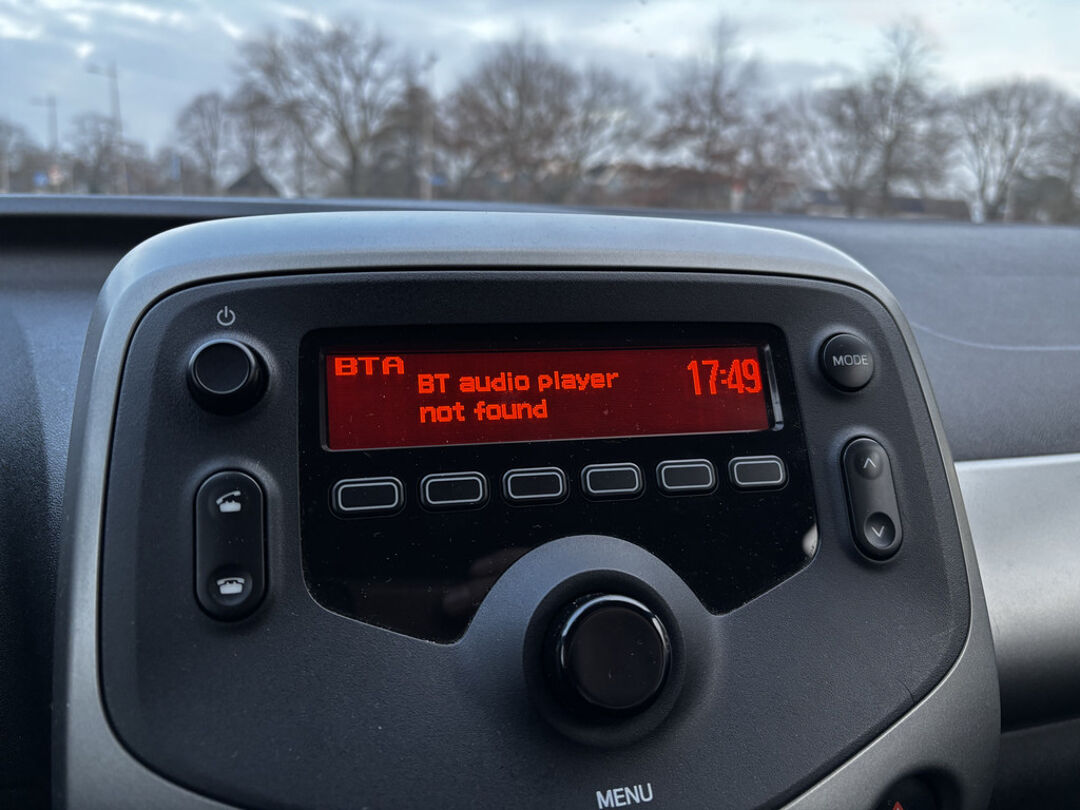 BTA
BT audio player
not found
17:49
MODE
MENU